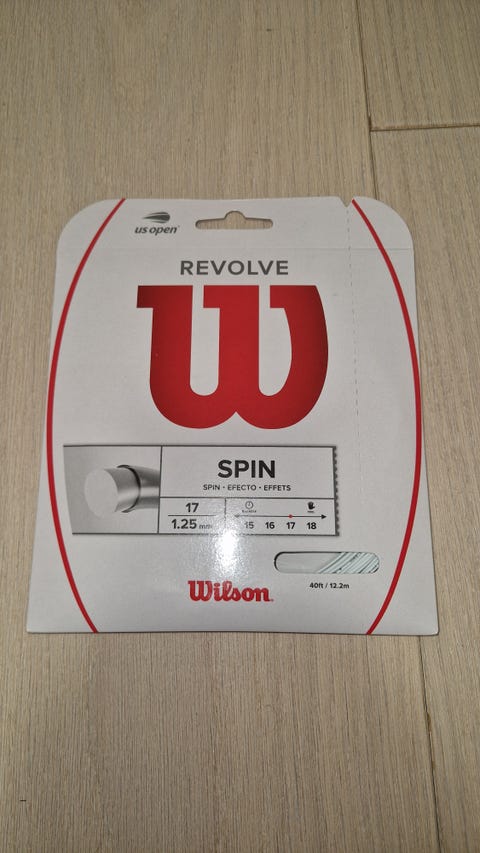 us open
REVOLVE
W
SPIN
SPIN • EFECTO • EFFETS
17
1.25 mm
15 16 17 18
Wilson.
40ft / 12.2m